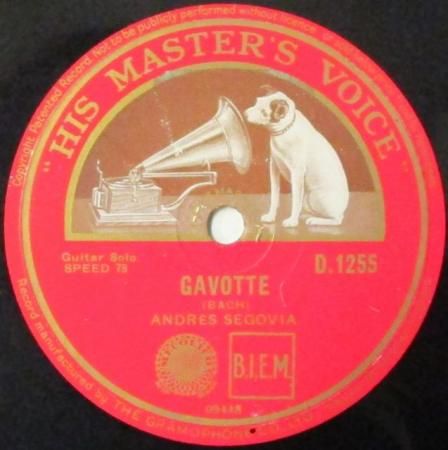 Copyright. Patented Record. Not to be publicly performed without licence.
"HIS MASTER'S VOICE"
Guitar Solo.
SPEED 78
D.1255
GAVOTTE
(BACH)
ANDRES SEGOVIA
B.I.E.M.
Record manufactured by THE GRAMOPHONE CO. LTD.